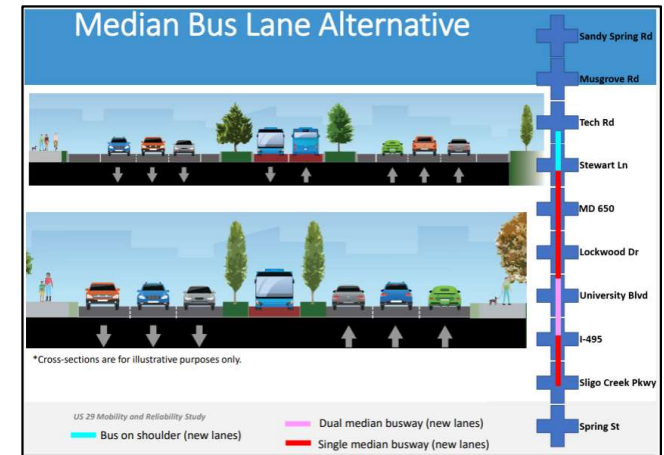 Median Bus Lane Alternative
Sandy Spring Rd
Musgrove Rd
Tech Rd
Stewart Ln
MD 650
Lockwood Dr
University Blvd
I-495
Sligo Creek Pkwy
Spring St
*Cross-sections are for illustrative purposes only.
US 29 Mobility and Reliability Study
Bus on shoulder (new lanes)
Dual median busway (new lanes)
Single median busway (new lanes)